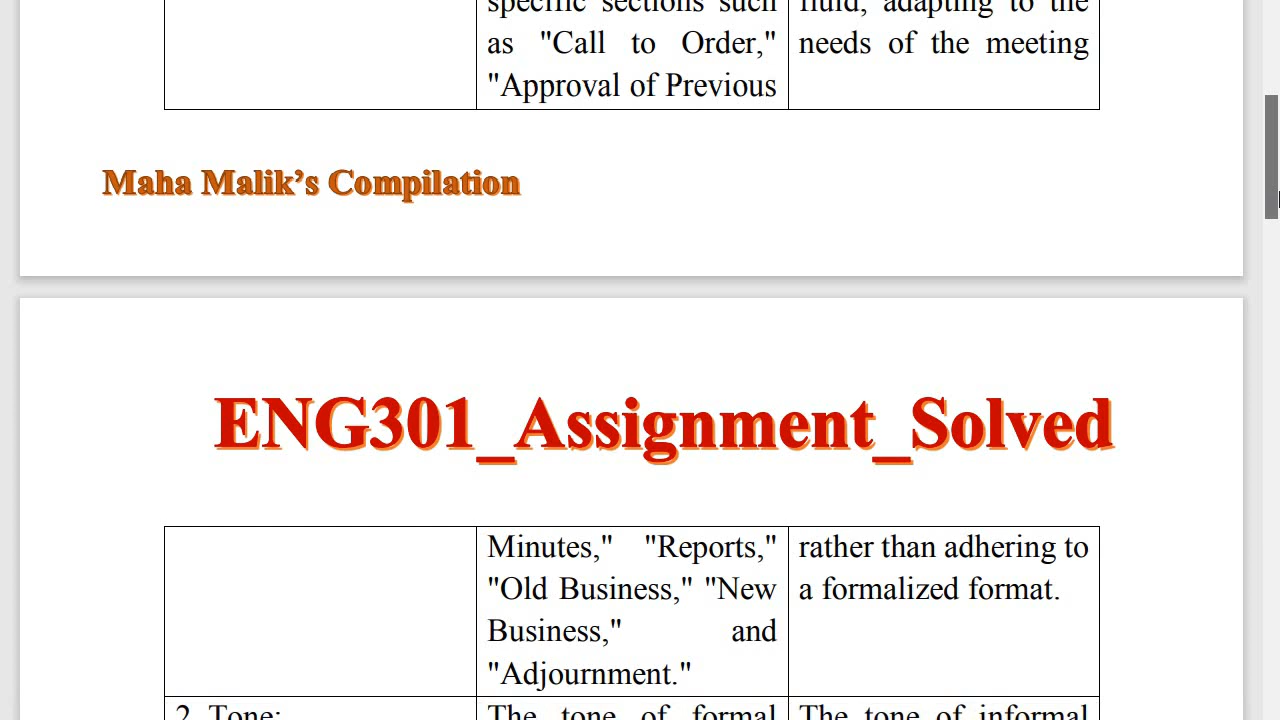 specific sections such
as "Call to Order,"
"Approval of Previous
fluid, adapting to the
needs of the meeting
Maha Malik’s Compilation
ENG301_Assignment_Solved
Minutes," "Reports,"
"Old Business," "New
Business," and
"Adjournment."
rather than adhering to
a formalized format.
2. Tone:
The tone of formal
The tone of informal